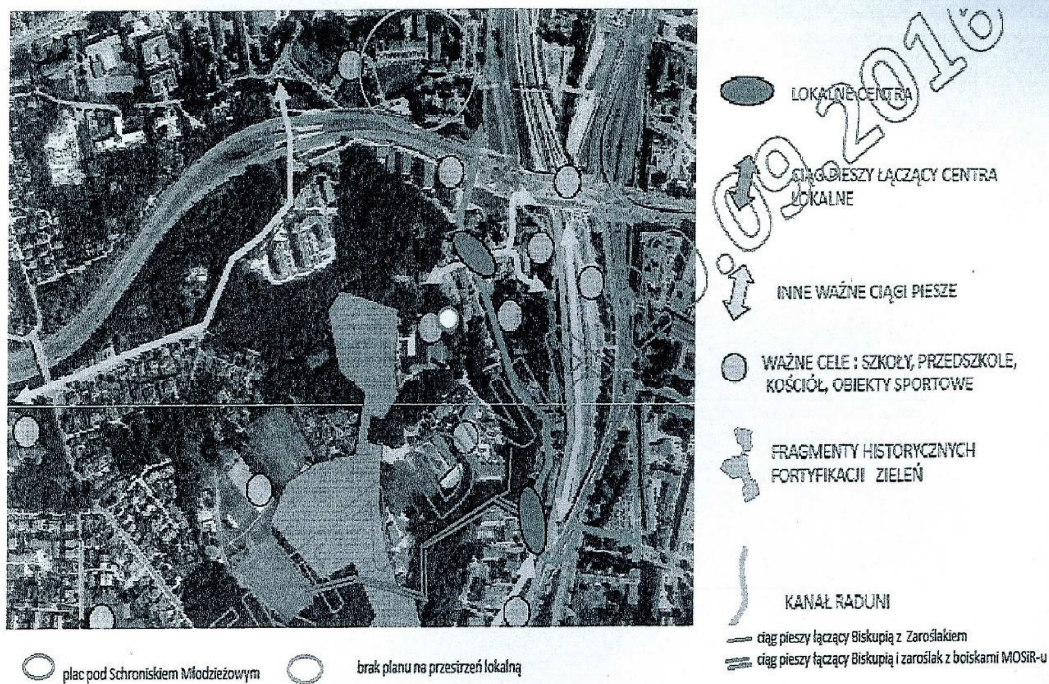 .09.2016
LOKALNE CENTRA
CIĄG PIESZY ŁĄCZĄCY CENTRA
LOKALNE
INNE WAŻNE CIĄGI PIESZE
WAŻNE CELE : SZKOŁY, PRZEDSZKOLE,
KOŚCIÓŁ, OBIEKTY SPORTOWE
FRAGMENTY HISTORYCZNYCH
FORTYFIKACJI ZIELEŃ
KANAŁ RADUNI
ciąg pieszy łączący Biskupią z Zaroślakiem
ciąg pieszy łączący Biskupią i zaroślak z boiskami MOSiR-u
plac pod Schroniskiem Młodzieżowym
brak planu na przestrzeń lokalną